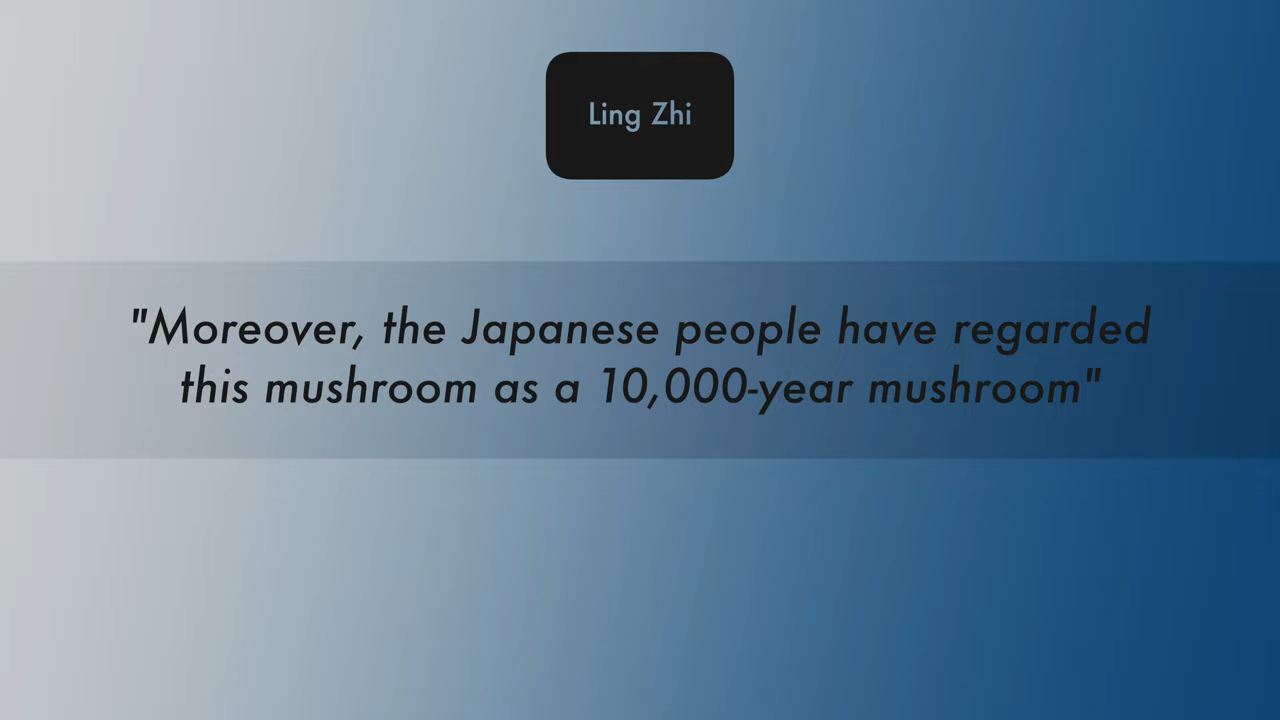 Ling Zhi
"Moreover, the Japanese people have regarded
this mushroom as a 10,000-year mushroom"